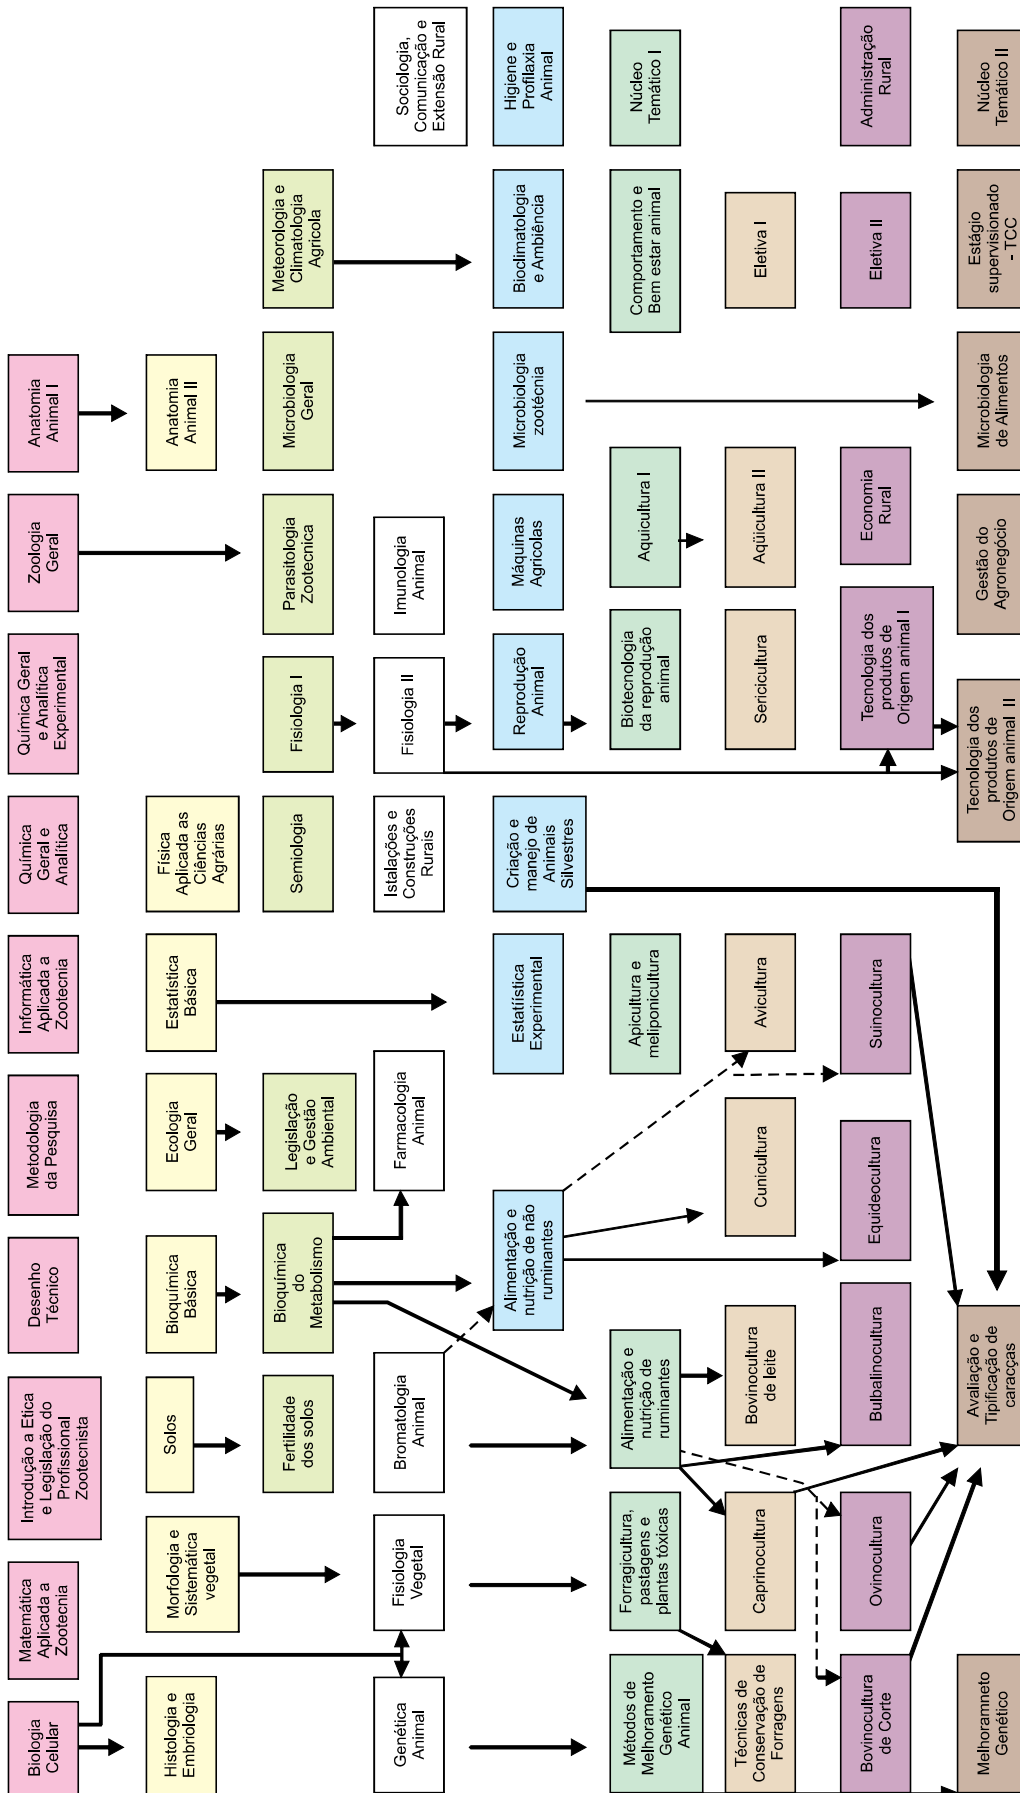 Biologia
Celular
Matemática
Aplicada a
Zootecnia
Introdução a Etica
e Legislação do
Profissional
Zootecnista
Desenho
Técnico
Metodologia
da Pesquisa
Informática
Aplicada a
Zootecnia
Química
Geral e
Analítica
Química Geral
e Analítica
Experimental
Zoologia
Geral
Anatomia
Animal I
Histologia e
Embriologia
Morfologia e
Sistemática
vegetal
Solos
Bioquímica
Básica
Ecologia
Geral
Estatística
Básica
Física
Aplicada as
Ciências
Agrárias
Anatomia
Animal II
Fertilidade
dos solos
Bioquímica
do
Metabolismo
Legislação
e Gestão
Ambiental
Semiologia
Fisiologia I
Parasitologia
Zootecnica
Microbiologia
Geral
Meteorologia e
Climatologia
Agricola
Genética
Animal
Fisiologia
Vegetal
Bromatologia
Animal
Farmacologia
Animal
Istalações e
Construções
Rurais
Fisiologia II
Imunologia
Animal
Sociologia,
Comunicação e
Extensão Rural
Alimentação e
nutrição de não
ruminantes
Estatíistica
Experimental
Criação e
manejo de
Animais
Silvestres
Reprodução
Animal
Máquinas
Agricolas
Microbiologia
zootécnia
Bioclimatologia
e Ambiência
Higiene e
Profilaxia
Animal
Métodos de
Melhoramento
Genético
Animal
Forragicultura,
pastagens e
plantas tóxicas
Alimentação e
nutrição de
ruminantes
Apicultura e
meliponicultura
Biotecnologia
da reprodução
animal
Aquicultura I
Comportamento e
Bem estar animal
Núcleo
Temático I
Técnicas de
Conservação de
Forragens
Caprinocultura
Bovinocultura
de leite
Cunicultura
Avicultura
Sericicultura
Aqüicultura II
Eletiva I
Bovinocultura
de Corte
Ovinocultura
Bulbalinocultura
Equideocultura
Suinocultura
Tecnologia dos
produtos de
Origem animal I
Economia
Rural
Eletiva II
Administração
Rural
Melhoramneto
Genético
Avaliação e
Tipificação de
caracças
Tecnologia dos
produtos de
Origem animal II
Gestão do
Agronegócio
Microbiologia
de Alimentos
Estágio
supervisionado
- TCC
Núcleo
Temático II